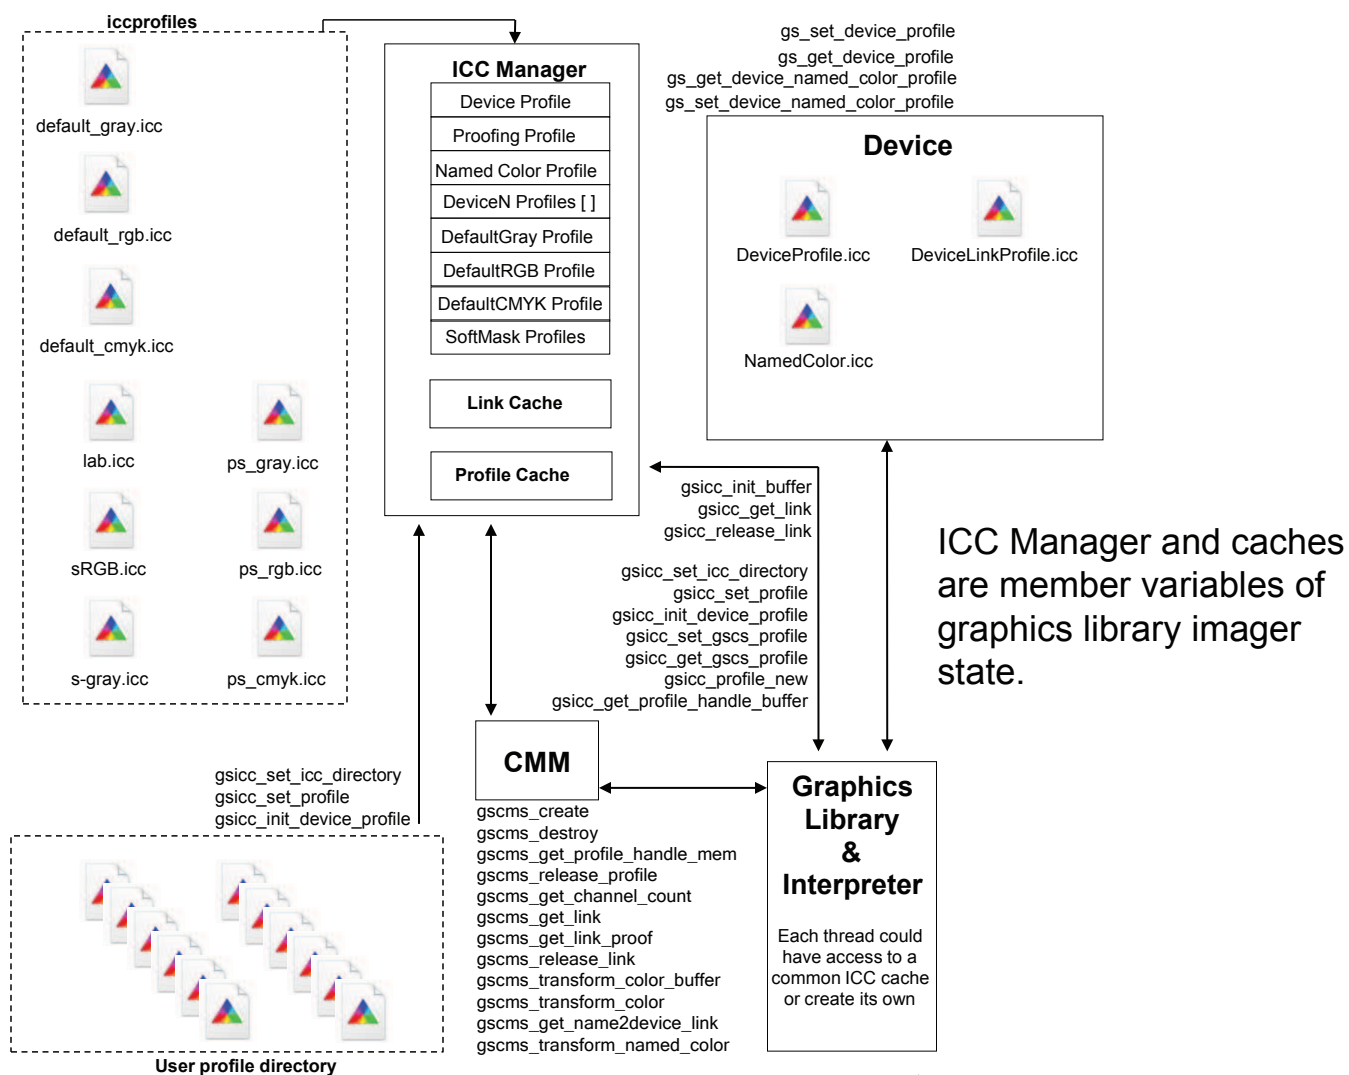 iccprofiles
default_gray.icc
default_rgb.icc
default_cmyk.icc
lab.icc
ps_gray.icc
sRGB.icc
ps_rgb.icc
s-gray.icc
ps_cmyk.icc
ICC Manager
Device Profile
Proofing Profile
Named Color Profile
DeviceN Profiles [ ]
DefaultGray Profile
DefaultRGB Profile
DefaultCMYK Profile
SoftMask Profiles
Link Cache
Profile Cache
gs_set_device_profile
gs_get_device_profile
gs_get_device_named_color_profile
gs_set_device_named_color_profile
Device
DeviceProfile.icc
DeviceLinkProfile.icc
NamedColor.icc
gsicc_init_buffer
gsicc_get_link
gsicc_release_link
gsicc_set_icc_directory
gsicc_set_profile
gsicc_init_device_profile
gsicc_set_gscs_profile
gsicc_get_gscs_profile
gsicc_profile_new
gsicc_get_profile_handle_buffer
ICC Manager and caches
are member variables of
graphics library imager
state.
gsicc_set_icc_directory
gsicc_set_profile
gsicc_init_device_profile
User profile directory
CMM
gscms_create
gscms_destroy
gscms_get_profile_handle_mem
gscms_release_profile
gscms_get_channel_count
gscms_get_link
gscms_get_link_proof
gscms_release_link
gscms_transform_color_buffer
gscms_transform_color
gscms_get_name2device_link
gscms_transform_named_color
Graphics
Library
&
Interpreter
Each thread could
have access to a
common ICC cache
or create its own